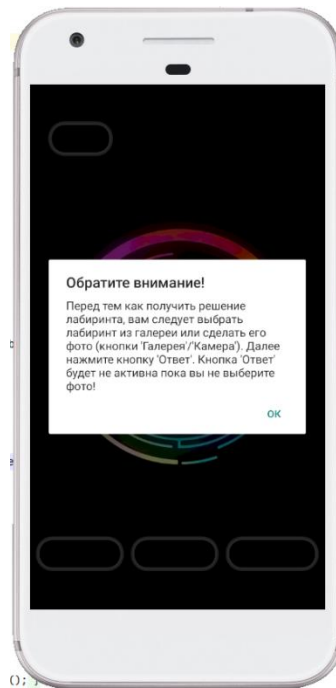 Обратите внимание!
Перед тем как получить решение
лабиринта, вам следует выбрать
лабиринт из галереи или сделать его
фото (кнопки 'Галерея'/'Камера'). Далее
нажмите кнопку 'Ответ'. Кнопка 'Ответ'
будет не активна пока вы не выберите
фото!
ОК
();